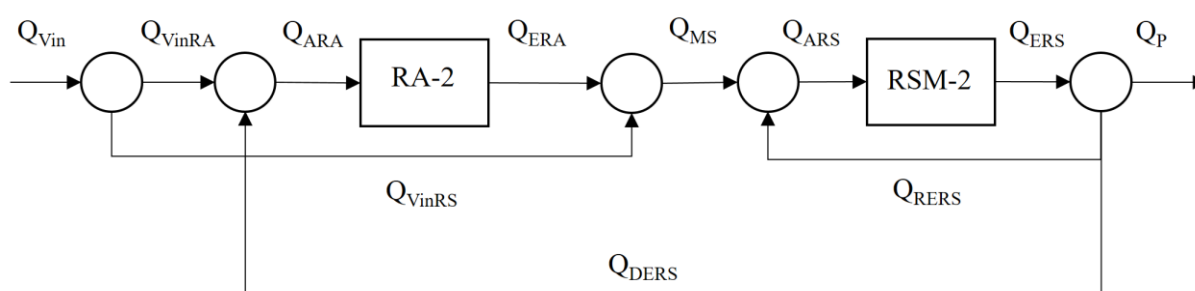 Q_Vin Q_VinRA Q_ARA Q_ERA Q_MS Q_ARS Q_ERS Q_P
RA-2 RSM-2
Q_VinRS Q_RERS
Q_DERS